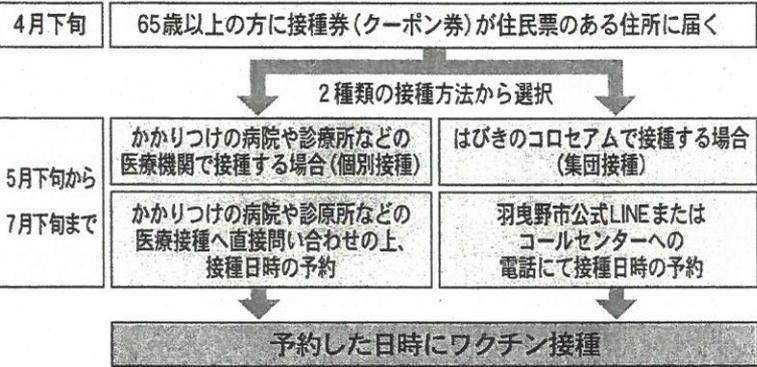 4月下旬
65歳以上の方に接種券(クーポン券)が住民票のある住所に届く
2種類の接種方法から選択
5月下旬から
7月下旬まで
かかりつけの病院や診療所などの
医療機関で接種する場合(個別接種)
はびきのコロセアムで接種する場合
(集団接種)
かかりつけの病院や診原所などの
医療接種へ直接問い合わせの上、
接種日時の予約
羽曳野市公式LINEまたは
コールセンターへの
電話にて接種日時の予約
予約した日時にワクチン接種